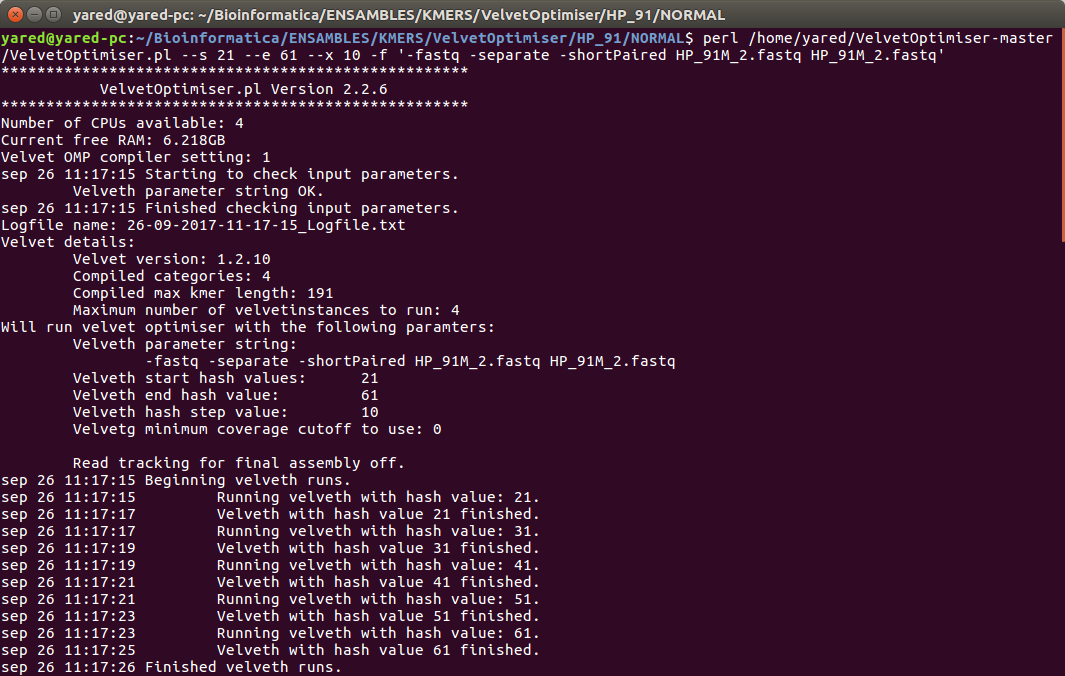 yared@yared-pc: ~/Bioinformatica/ENSAMBLES/KMERS/VelvetOptimiser/HP_91/NORMAL
yared@yared-pc:~/Bioinformatica/ENSAMBLES/KMERS/VelvetOptimiser/HP_91/NORMAL$ perl /home/yared/VelvetOptimiser-master
/VelvetOptimiser.pl --s 21 --e 61 --x 10 -f '-fastq -separate -shortPaired HP_91M_2.fastq HP_91M_2.fastq'
****************************************************
           VelvetOptimiser.pl Version 2.2.6
****************************************************
Number of CPUs available: 4
Current free RAM: 6.218GB
Velvet OMP compiler setting: 1
sep 26 11:17:15 Starting to check input parameters.
        Velveth parameter string OK.
sep 26 11:17:15 Finished checking input parameters.
Logfile name: 26-09-2017-11-17-15_Logfile.txt
Velvet details:
        Velvet version: 1.2.10
        Compiled categories: 4
        Compiled max kmer length: 191
        Maximum number of velvetinstances to run: 4
Will run velvet optimiser with the following paramters:
        Velveth parameter string:
                -fastq -separate -shortPaired HP_91M_2.fastq HP_91M_2.fastq
        Velveth start hash values:      21
        Velveth end hash value:         61
        Velveth hash step value:        10
        Velvetg minimum coverage cutoff to use: 0

        Read tracking for final assembly off.
sep 26 11:17:15 Beginning velveth runs.
sep 26 11:17:15         Running velveth with hash value: 21.
sep 26 11:17:17         Velveth with hash value 21 finished.
sep 26 11:17:17         Running velveth with hash value: 31.
sep 26 11:17:19         Velveth with hash value 31 finished.
sep 26 11:17:19         Running velveth with hash value: 41.
sep 26 11:17:21         Velveth with hash value 41 finished.
sep 26 11:17:21         Running velveth with hash value: 51.
sep 26 11:17:23         Velveth with hash value 51 finished.
sep 26 11:17:23         Running velveth with hash value: 61.
sep 26 11:17:25         Velveth with hash value 61 finished.
sep 26 11:17:26 Finished velveth runs.